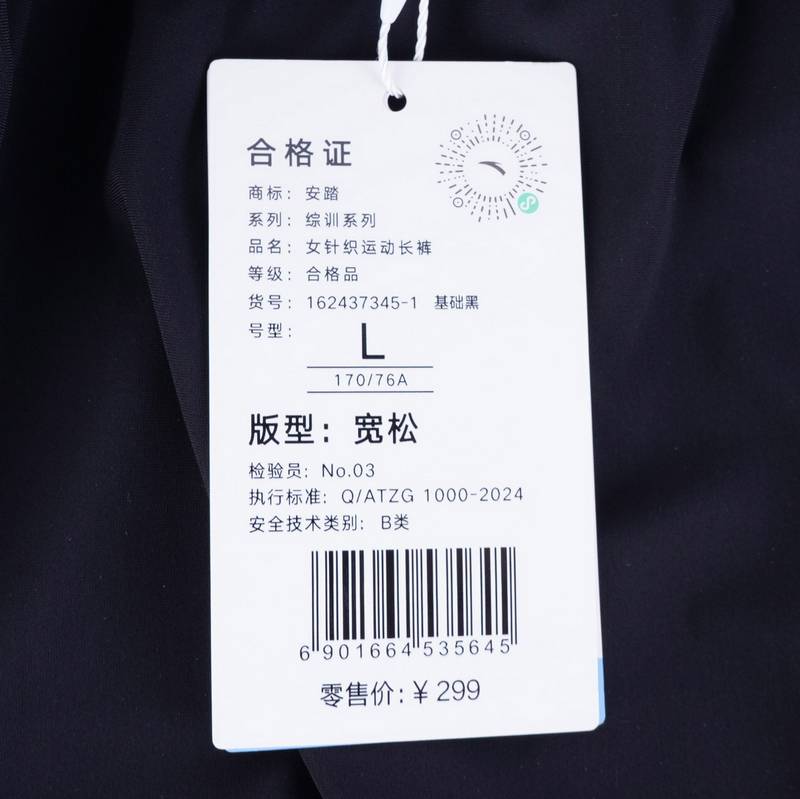 合格证
商标：安踏
系列：综训系列
品名：女针织运动长裤
等级：合格品
货号：162437345-1 基础黑
号型：
L
170/76A
版型：宽松
检验员：No.03
执行标准：Q/ATZG 1000-2024
安全技术类别：B类
6 901664 535645
零售价：¥ 299